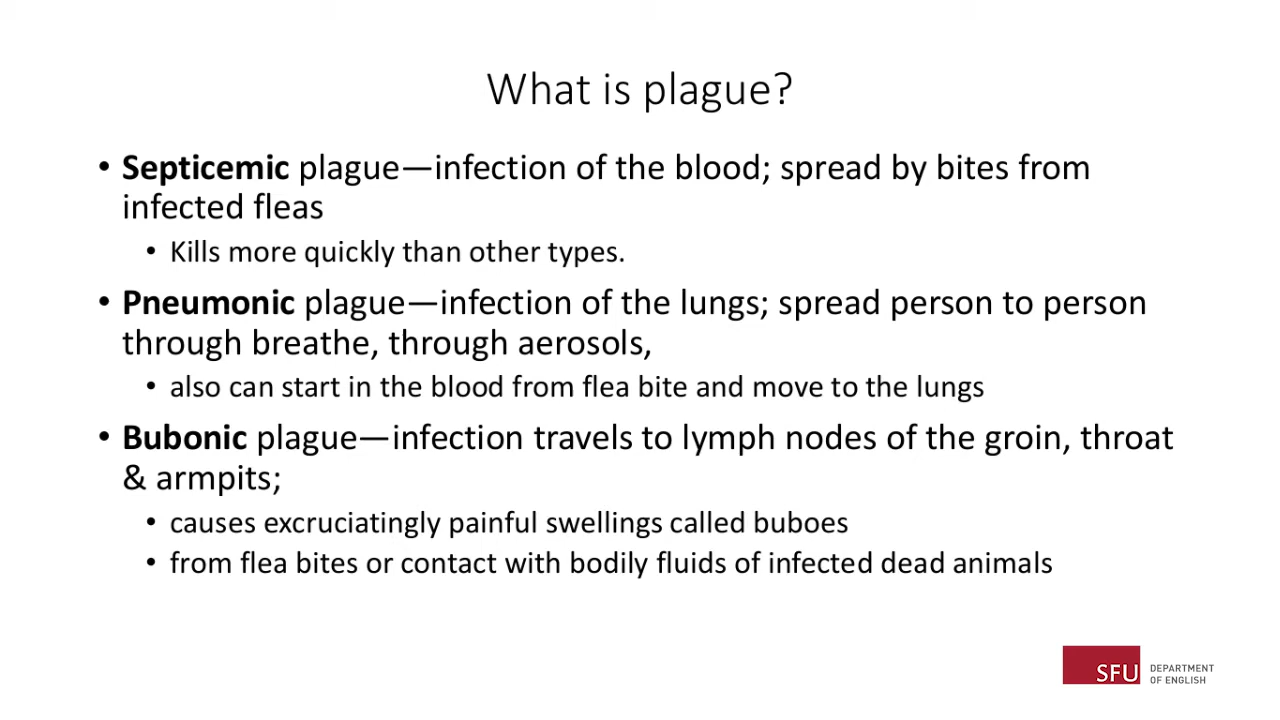 What is plague?
• Septicemic plague—infection of the blood; spread by bites from
infected fleas
• Kills more quickly than other types.
• Pneumonic plague—infection of the lungs; spread person to person
through breathe, through aerosols,
• also can start in the blood from flea bite and move to the lungs
• Bubonic plague—infection travels to lymph nodes of the groin, throat
& armpits;
• causes excruciatingly painful swellings called buboes
• from flea bites or contact with bodily fluids of infected dead animals
SFU DEPARTMENT
OF ENGLISH